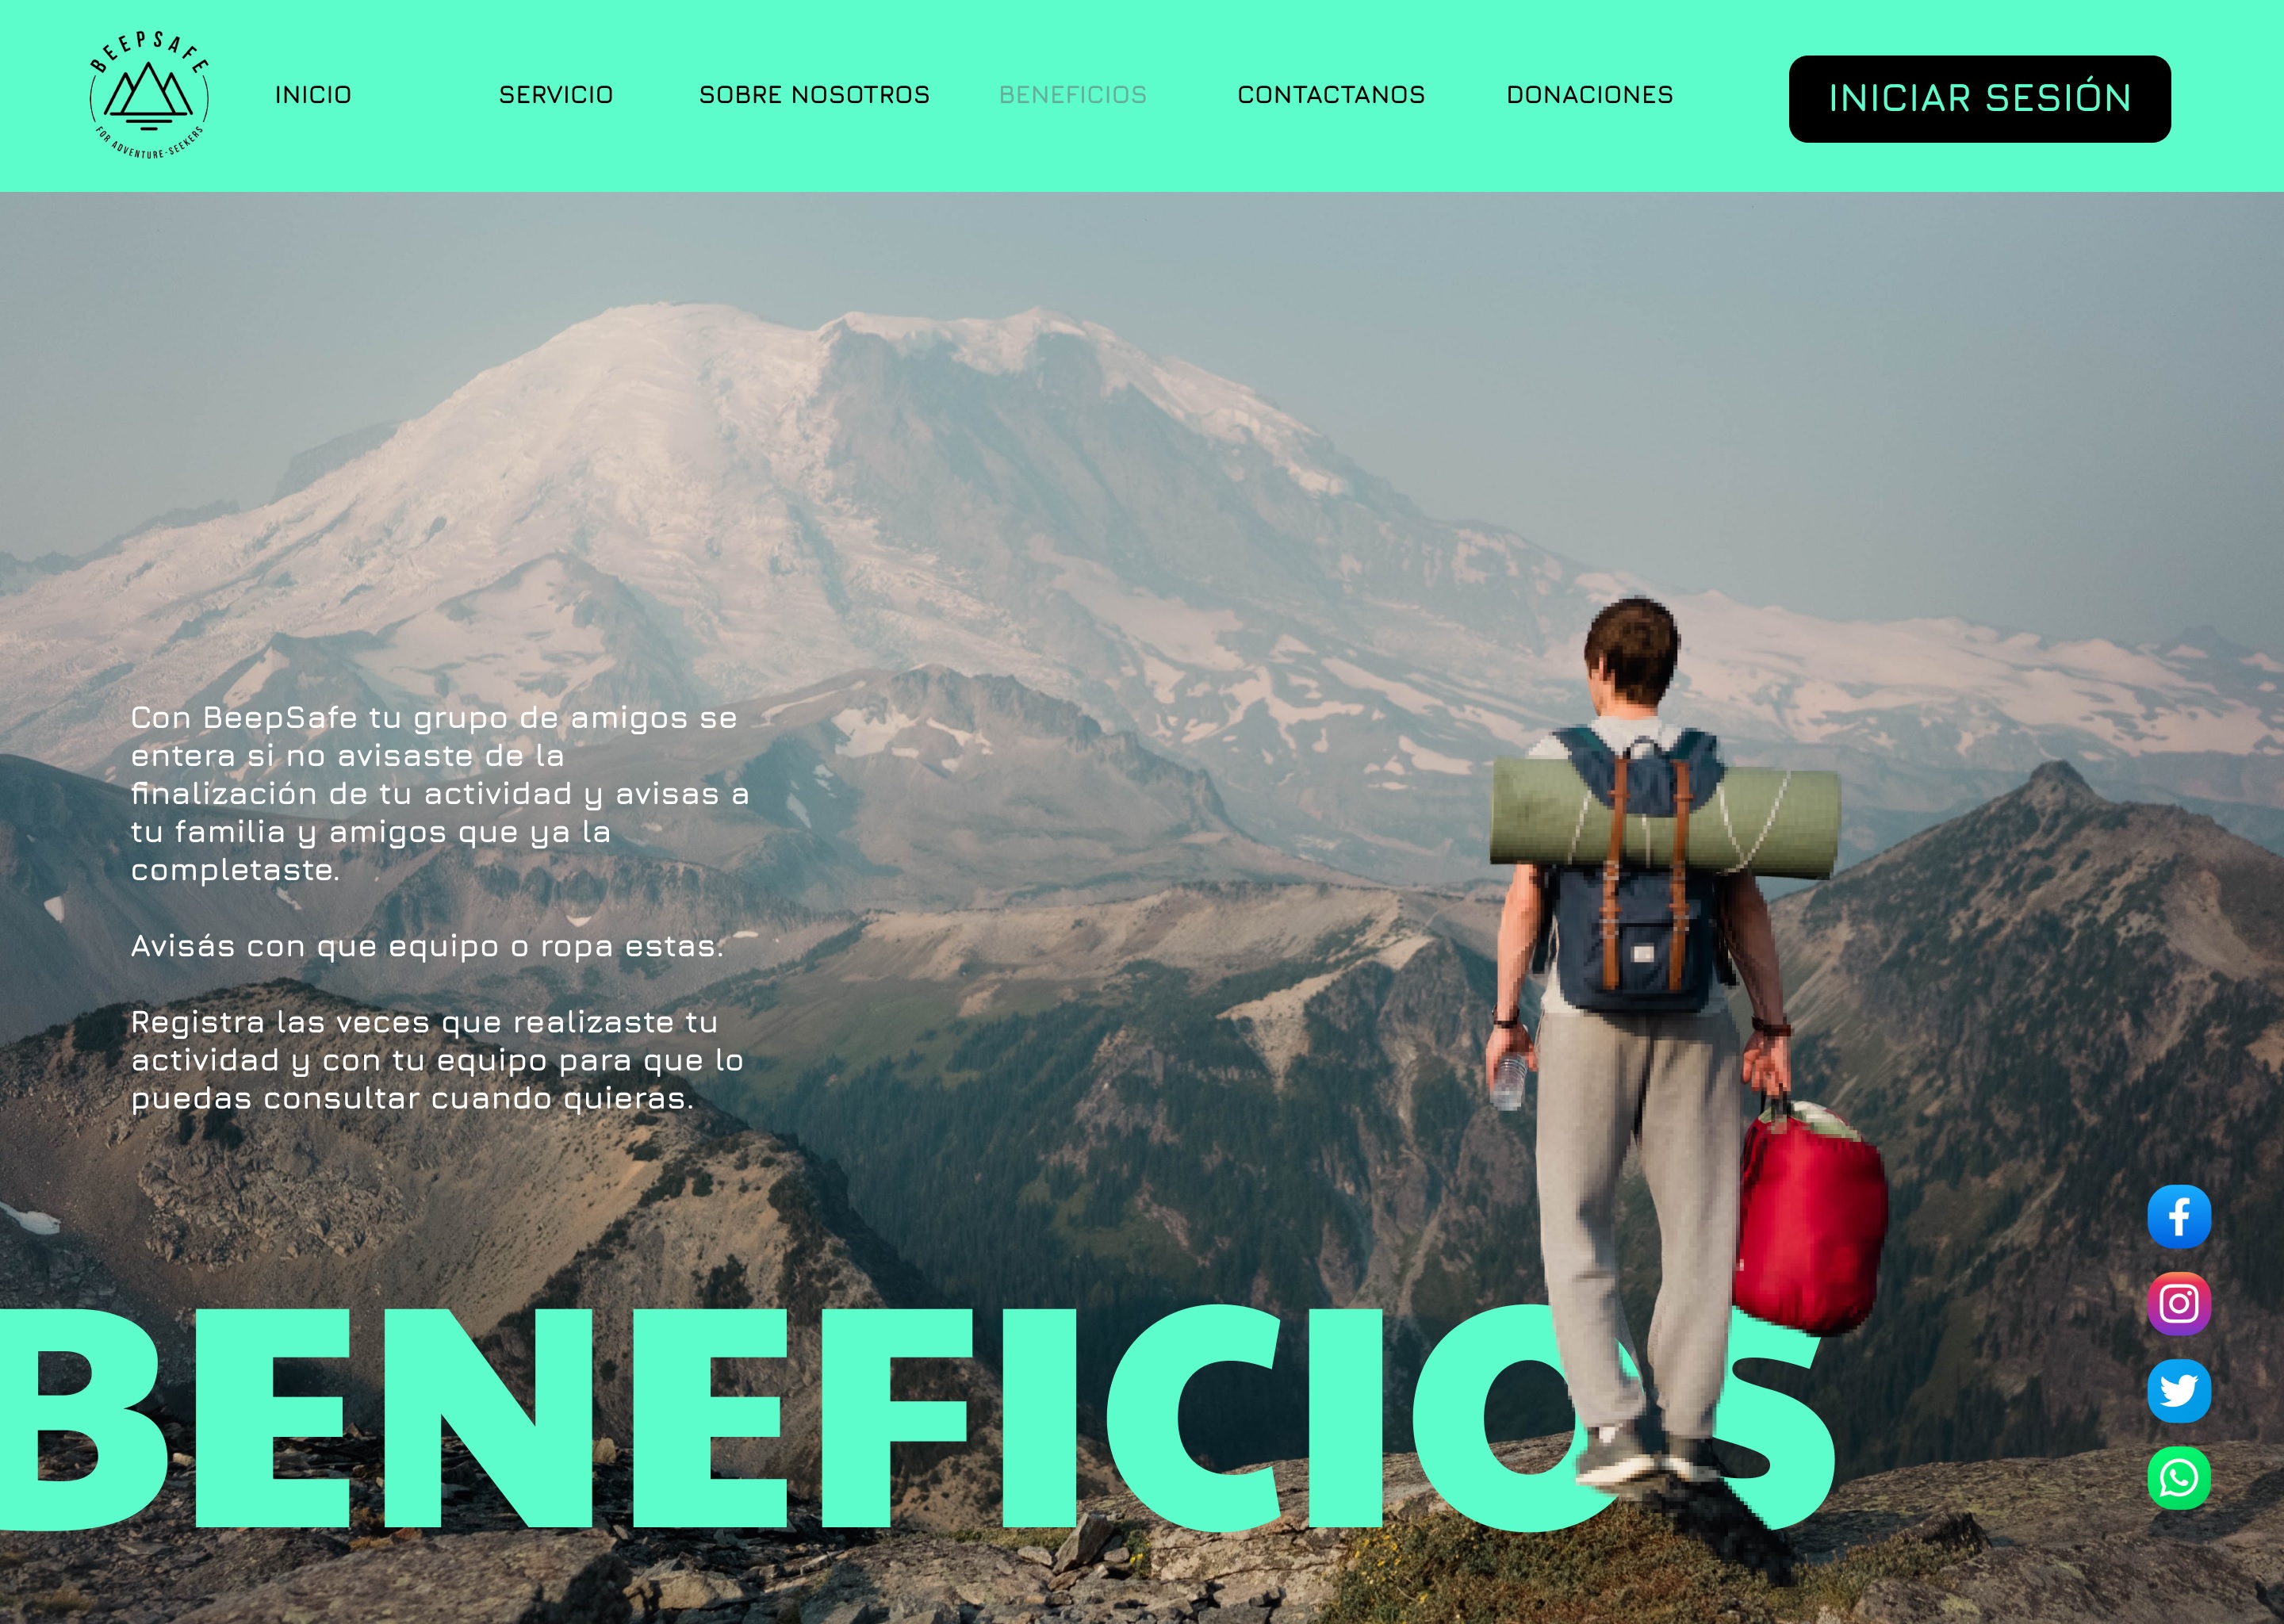 BEEPSAFE
FOR ADVENTURE-SEEKERS
INICIO
SERVICIO
SOBRE NOSOTROS
BENEFICIOS
CONTACTANOS
DONACIONES
INICIAR SESIÓN
Con BeepSafe tu grupo de amigos se
entera si no avisaste de la
finalización de tu actividad y avisas a
tu familia y amigos que ya la
completaste.
Avisás con que equipo o ropa estas.
Registra las veces que realizaste tu
actividad y con tu equipo para que lo
puedas consultar cuando quieras.
BENEFICIOS